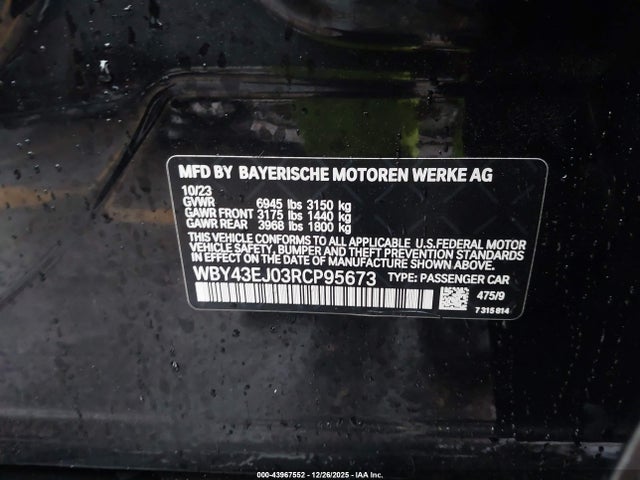 MFD BY BAYERISCHE MOTOREN WERKE AG
10/23
GVWR 6945 lbs 3150 kg
GAWR FRONT 3175 lbs 1440 kg
GAWR REAR 3968 lbs 1800 kg
THIS VEHICLE CONFORMS TO ALL APPLICABLE U.S.FEDERAL MOTOR
VEHICLE SAFETY, BUMPER AND THEFT PREVENTION STANDARDS
IN EFFECT ON THE DATE OF MANUFACTURE SHOWN ABOVE.
WBY43EJ03RCP95673 TYPE: PASSENGER CAR
475/9
7 315 814
000-43967552 - 12/26/2025 - IAA Inc.